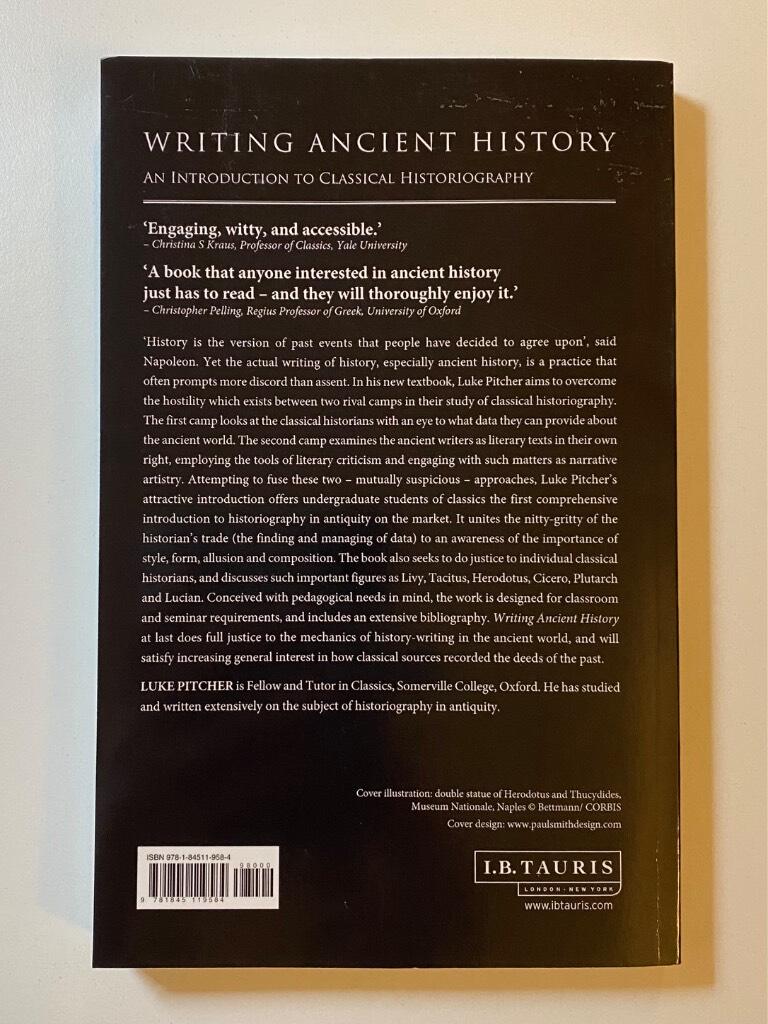 WRITING ANCIENT HISTORY
AN INTRODUCTION TO CLASSICAL HISTORIOGRAPHY
‘Engaging, witty, and accessible.’
– Christina S Kraus, Professor of Classics, Yale University
‘A book that anyone interested in ancient history
just has to read – and they will thoroughly enjoy it.’
– Christopher Pelling, Regius Professor of Greek, University of Oxford
‘History is the version of past events that people have decided to agree upon’, said
Napoleon. Yet the actual writing of history, especially ancient history, is a practice that
often prompts more discord than assent. In his new textbook, Luke Pitcher aims to overcome
the hostility which exists between two rival camps in their study of classical historiography.
The first camp looks at the classical historians with an eye to what data they can provide about
the ancient world. The second camp examines the ancient writers as literary texts in their own
right, employing the tools of literary criticism and engaging with such matters as narrative
artistry. Attempting to fuse these two – mutually suspicious – approaches, Luke Pitcher’s
attractive introduction offers undergraduate students of classics the first comprehensive
introduction to historiography in antiquity on the market. It unites the nitty-gritty of the
historian’s trade (the finding and managing of data) to an awareness of the importance of
style, form, allusion and composition. The book also seeks to do justice to individual classical
historians, and discusses such important figures as Livy, Tacitus, Herodotus, Cicero, Plutarch
and Lucian. Conceived with pedagogical needs in mind, the work is designed for classroom
and seminar requirements, and includes an extensive bibliography. Writing Ancient History
at last does full justice to the mechanics of history-writing in the ancient world, and will
satisfy increasing general interest in how classical sources recorded the deeds of the past.
LUKE PITCHER is Fellow and Tutor in Classics, Somerville College, Oxford. He has studied
and written extensively on the subject of historiography in antiquity.
Cover illustration: double statue of Herodotus and Thucydides,
Museum Nationale, Naples © Bettmann/ CORBIS
Cover design: www.paulsmithdesign.com
ISBN 978-1-84511-958-4
98000
9 781845 119584
I.B.TAURIS
LONDON · NEW YORK
www.ibtauris.com